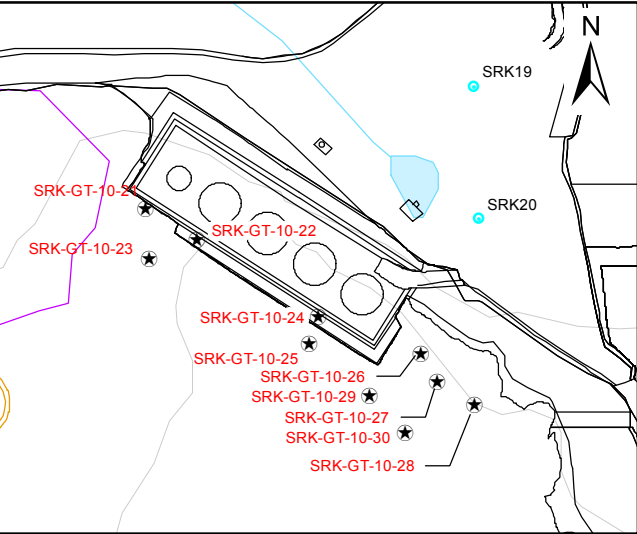 N
SRK19
SRK-GT-10-21
SRK20
SRK-GT-10-22
SRK-GT-10-23
SRK-GT-10-24
SRK-GT-10-25
SRK-GT-10-26
SRK-GT-10-29
SRK-GT-10-27
SRK-GT-10-30
SRK-GT-10-28